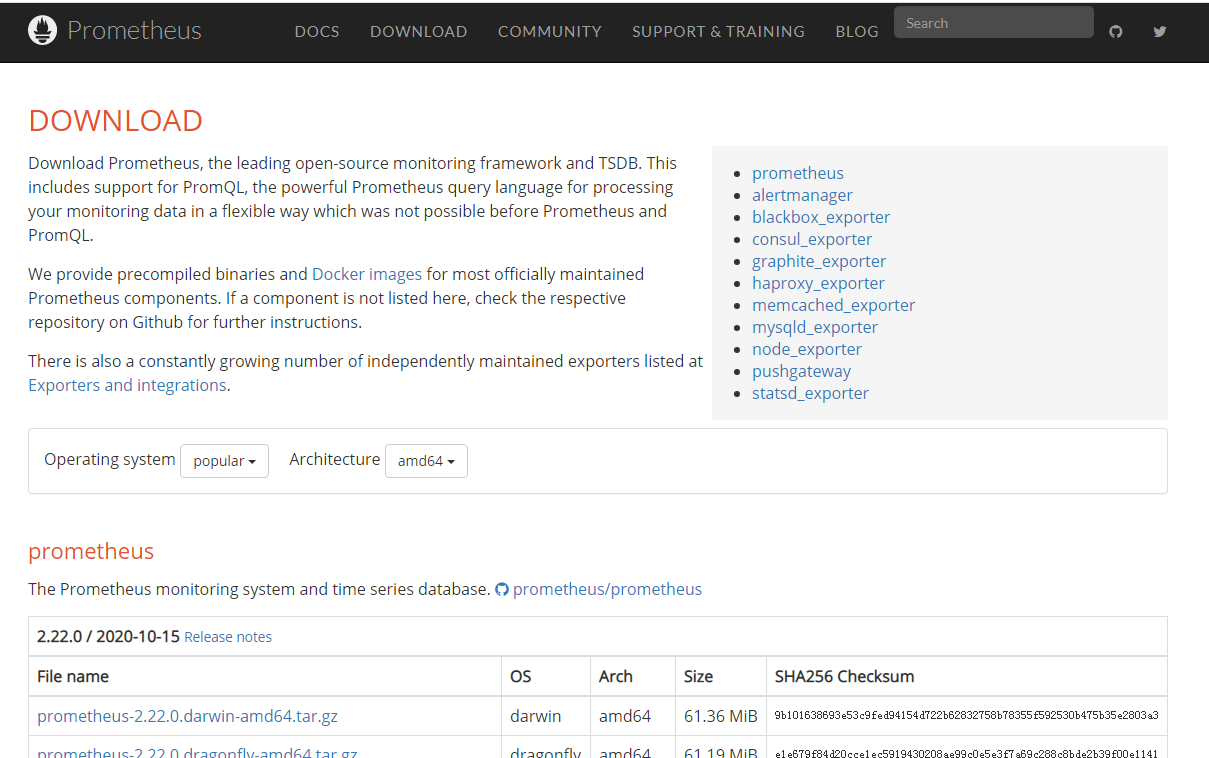 Prometheus DOCS DOWNLOAD COMMUNITY SUPPORT & TRAINING BLOG Search
DOWNLOAD
Download Prometheus, the leading open-source monitoring framework and TSDB. This
includes support for PromQL, the powerful Prometheus query language for processing
your monitoring data in a flexible way which was not possible before Prometheus and
PromQL.
We provide precompiled binaries and Docker images for most officially maintained
Prometheus components. If a component is not listed here, check the respective
repository on Github for further instructions.
There is also a constantly growing number of independently maintained exporters listed at
Exporters and integrations.
prometheus
alertmanager
blackbox_exporter
consul_exporter
graphite_exporter
haproxy_exporter
memcached_exporter
mysqld_exporter
node_exporter
pushgateway
statsd_exporter
Operating system popular Architecture amd64
prometheus
The Prometheus monitoring system and time series database. prometheus/prometheus
2.22.0 / 2020-10-15 Release notes
File name OS Arch Size SHA256 Checksum
prometheus-2.22.0.darwin-amd64.tar.gz darwin amd64 61.36 MiB 9b101638693e53c9fed94154d722b62832758b78355f592530b475b35e2803a3
prometheus-2.22.0.dragonfly-amd64.tar.gz dragonfly amd64 61.19 MiB e1e679f84d20cce1ec5919430208ae99c0e5e3f7a69c288c8bde2b39f00e1141